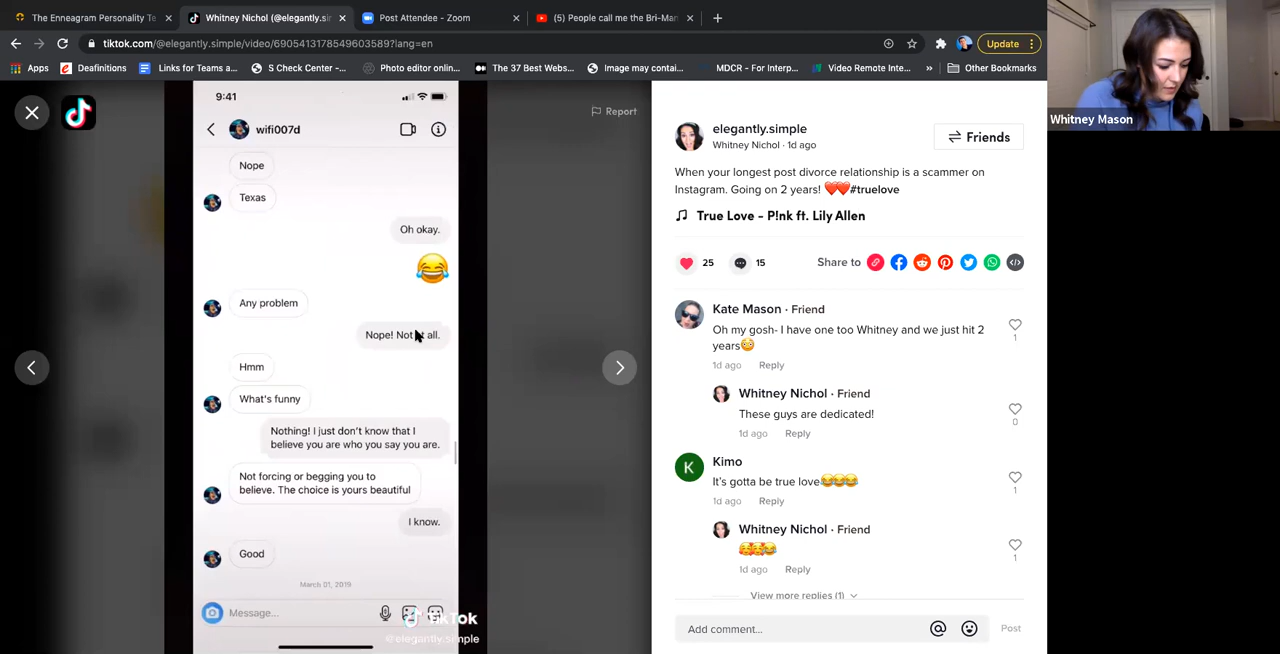 The Enneagram Personality Te
Whitney Nichol (@elegantly.sir
Post Attendee - Zoom
(5) People call me the Bri-Man
tiktok.com/@elegantly.simple/video/6905413178549603589?lang=en
Update
Apps
Deafinitions
Links for Teams a...
S Check Center -...
Photo editor onlin...
The 37 Best Webs...
Image may contai...
MDCR - For Interp...
Video Remote Inte...
Other Bookmarks
Whitney Mason
9:41
wifi007d
Nope
Texas
Oh okay.
😂
Any problem
Nope! Not all.
Hmm
What's funny
Nothing! I just don't know that I
believe you are who you say you are.
Not forcing or begging you to
believe. The choice is yours beautiful
I know.
Good
March 01, 2019
Message...
TikTok
@elegantly.simple
Report
elegantly.simple
Whitney Nichol · 1d ago
Friends
When your longest post divorce relationship is a scammer on
Instagram. Going on 2 years! ❤️❤️#truelove
True Love - P!nk ft. Lily Allen
25
15
Share to
Kate Mason · Friend
Oh my gosh- I have one too Whitney and we just hit 2
years😳
1
1d ago Reply
Whitney Nichol · Friend
These guys are dedicated!
0
1d ago Reply
K
Kimo
It's gotta be true love😂😂😂
1
1d ago Reply
Whitney Nichol · Friend
🥰🥰😂
1
1d ago Reply
View more replies (1)
Add comment...
@
Post